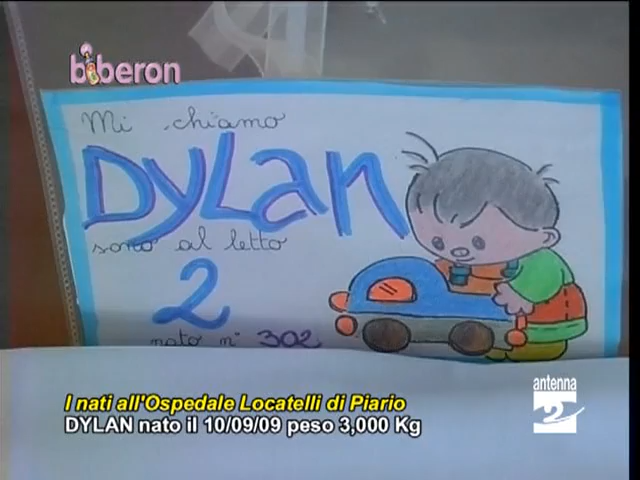 biberon
Mi chiamo
DYLan
sono al letto
2
nato n° 302
I nati all'Ospedale Locatelli di Piario
DYLAN nato il 10/09/09 peso 3,000 Kg
antenna
2